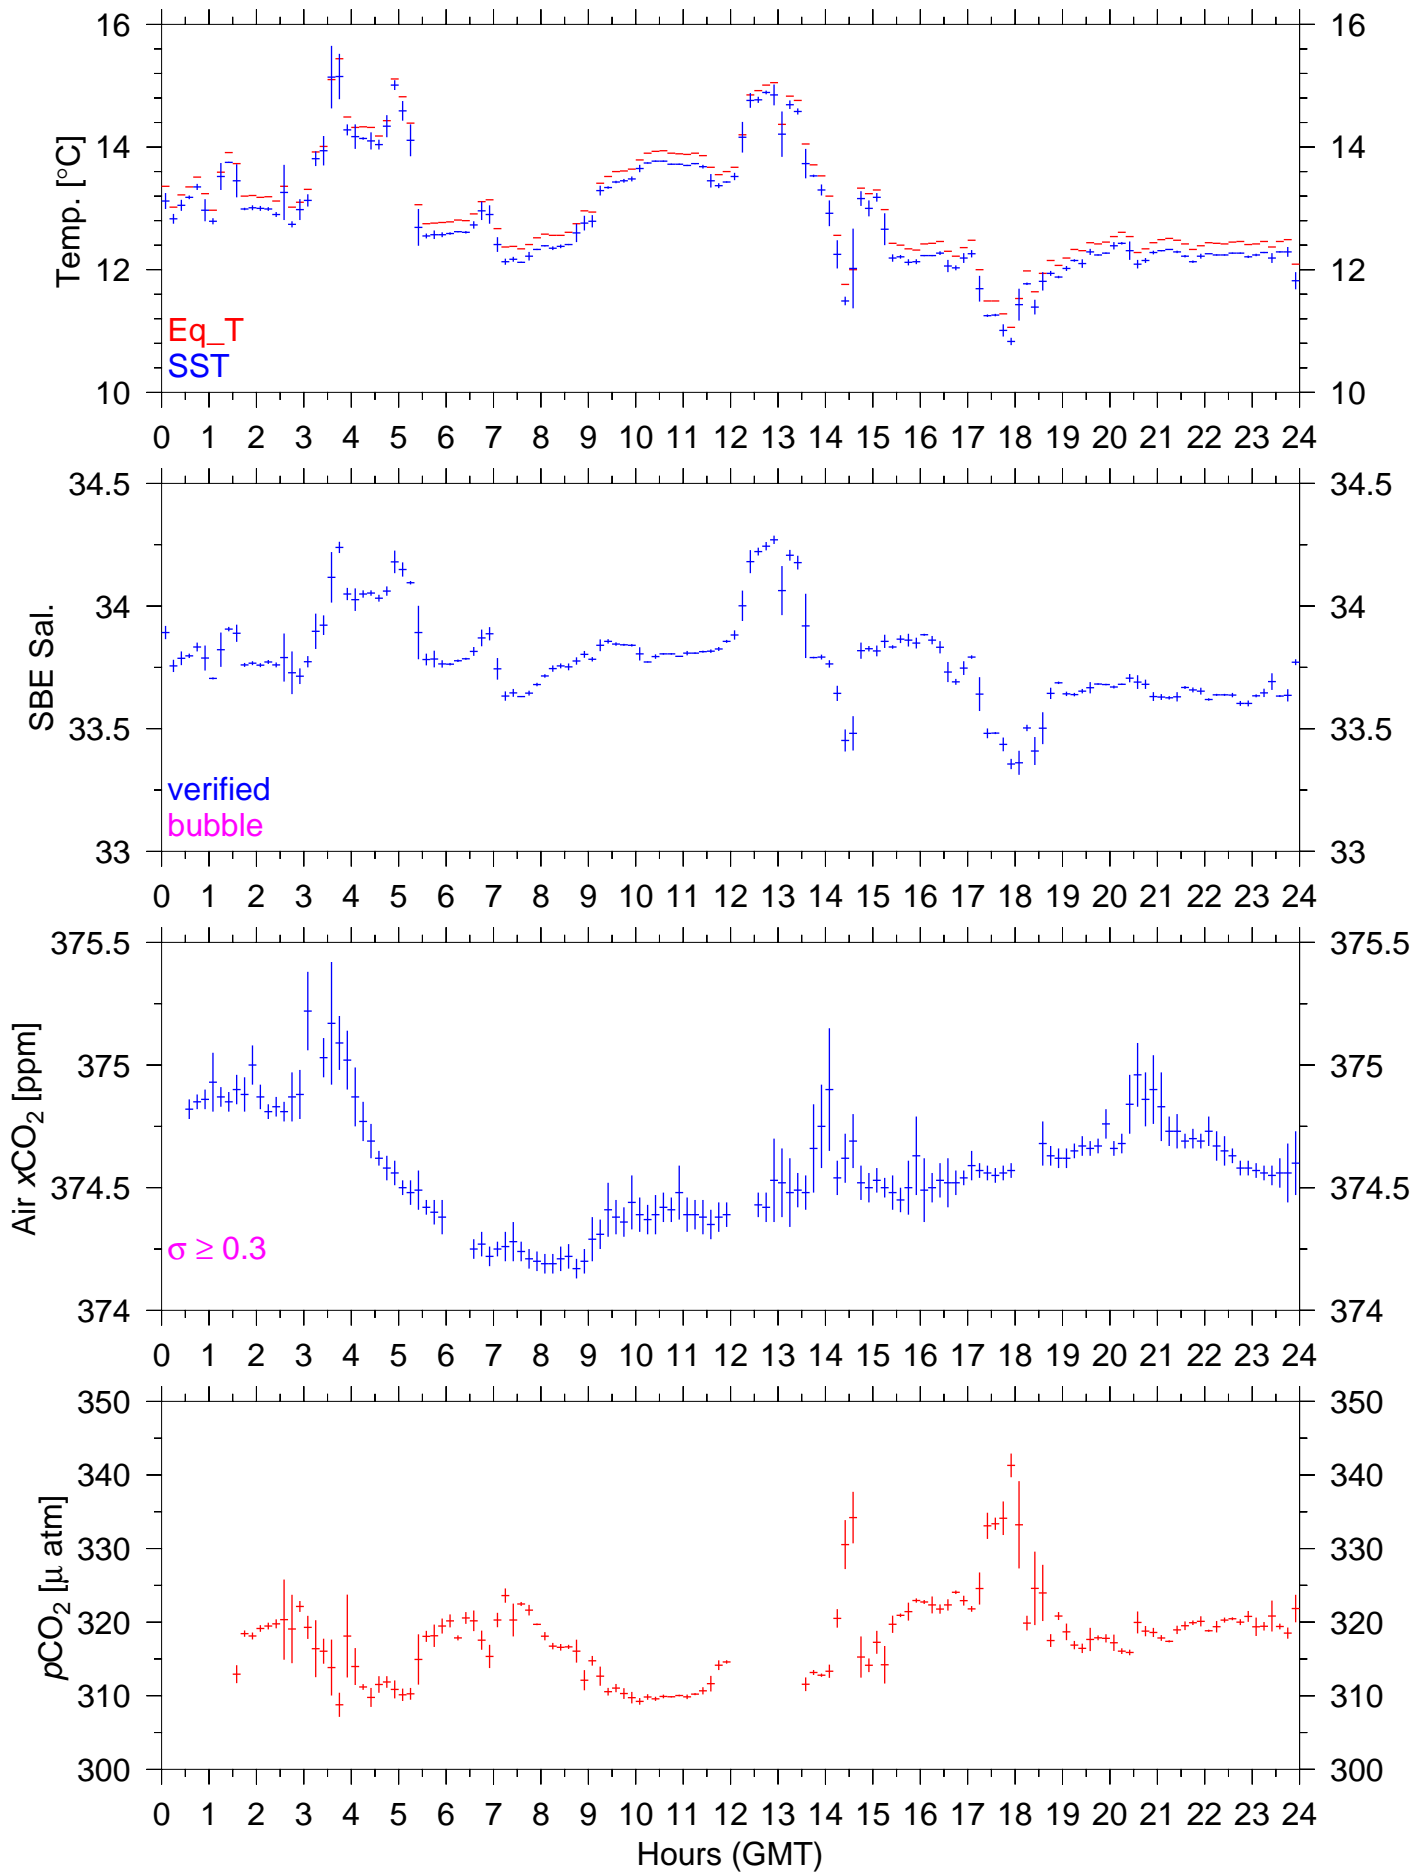 16 16
14 14
12 12
10 10
Temp. [°C]
Eq_T
SST
0 1 2 3 4 5 6 7 8 9 10 11 12 13 14 15 16 17 18 19 20 21 22 23 24
34.5 34.5
34 34
33.5 33.5
33 33
SBE Sal.
verified
bubble
0 1 2 3 4 5 6 7 8 9 10 11 12 13 14 15 16 17 18 19 20 21 22 23 24
375.5 375.5
375 375
374.5 374.5
374 374
Air xCO₂ [ppm]
σ ≥ 0.3
0 1 2 3 4 5 6 7 8 9 10 11 12 13 14 15 16 17 18 19 20 21 22 23 24
350 350
340 340
330 330
320 320
310 310
300 300
pCO₂ [μ atm]
0 1 2 3 4 5 6 7 8 9 10 11 12 13 14 15 16 17 18 19 20 21 22 23 24
Hours (GMT)